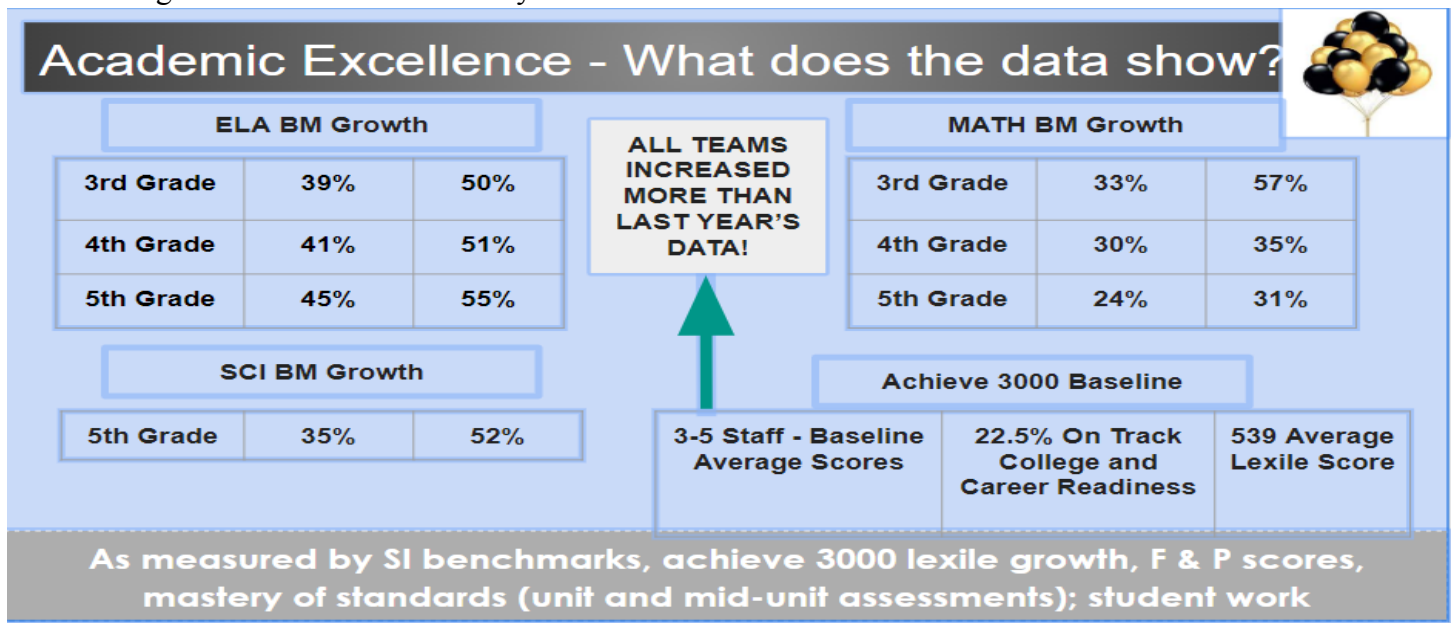 Academic Excellence - What does the data show?
ELA BM Growth
3rd Grade 39% 50%
4th Grade 41% 51%
5th Grade 45% 55%
ALL TEAMS
INCREASED
MORE THAN
LAST YEAR'S
DATA!
MATH BM Growth
3rd Grade 33% 57%
4th Grade 30% 35%
5th Grade 24% 31%
SCI BM Growth
5th Grade 35% 52%
Achieve 3000 Baseline
3-5 Staff - Baseline
Average Scores
22.5% On Track
College and
Career Readiness
539 Average
Lexile Score
As measured by SI benchmarks, achieve 3000 lexile growth, F & P scores,
mastery of standards (unit and mid-unit assessments); student work